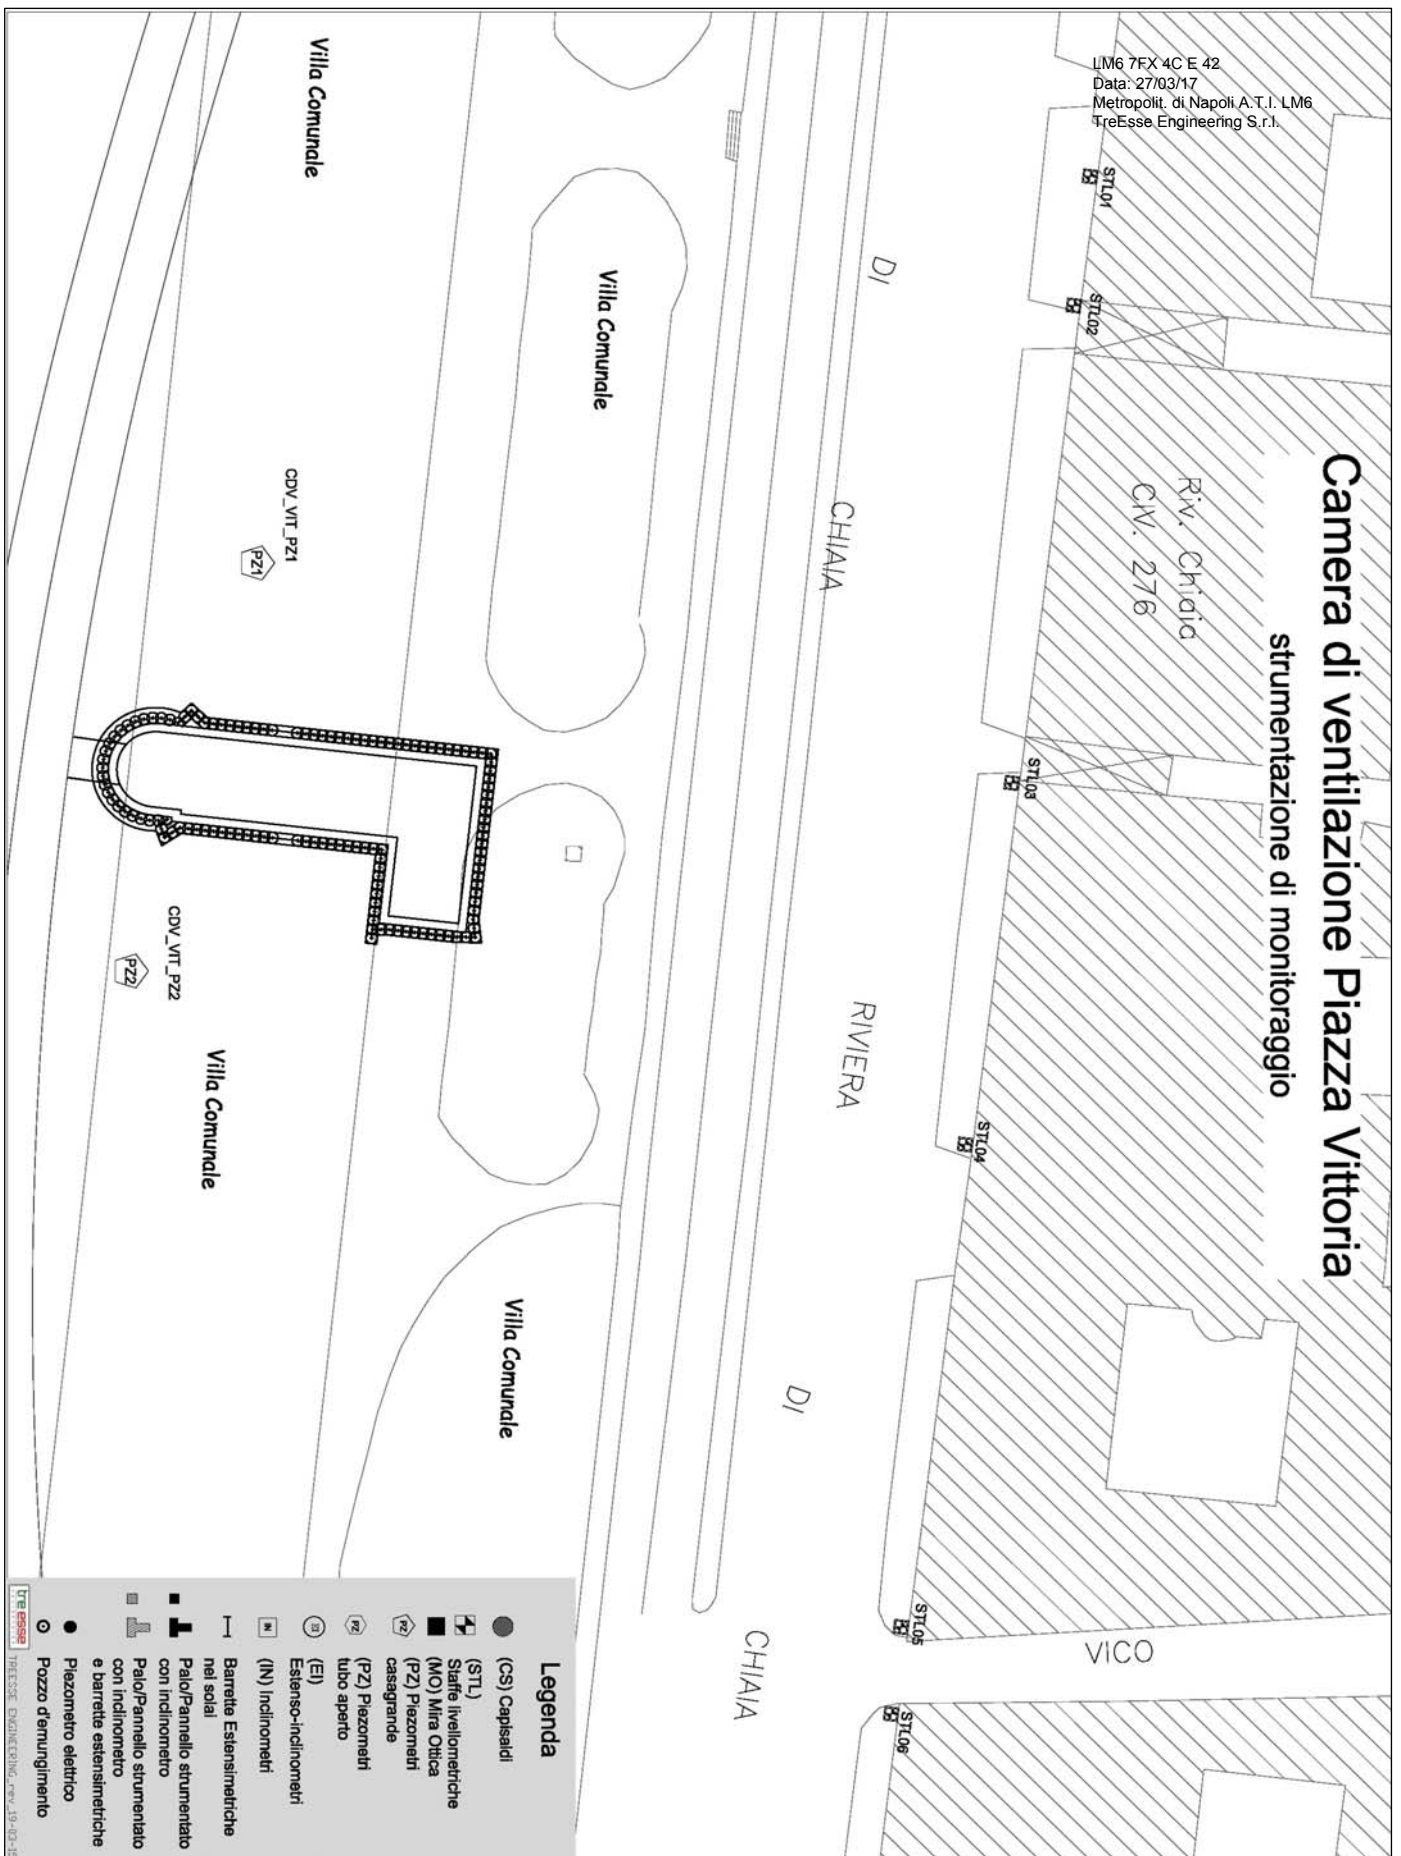 LM6 7FX 4C E 42
Data: 27/03/17
Metropolit. di Napoli A.T.I. LM6
TreEsse Engineering S.r.l.
Camera di ventilazione Piazza Vittoria
strumentazione di monitoraggio
Riv. Chiaia
CIV. 276
STL01
STL02
STL03
STL04
STL05
STL06
VICO
DI
CHIAIA
RIVIERA
DI
CHIAIA
Villa Comunale
Villa Comunale
Villa Comunale
Villa Comunale
CDV_VIT_PZ1
PZ1
CDV_VIT_PZ2
PZ2
Legenda
(CS) Capisaldi
(STL)
Staffe livellometriche
(MO) Mira Ottica
PZ
(PZ) Piezometri
casagrande
PZ
(PZ) Piezometri
tubo aperto
(EI)
Estenso-inclinometri
IN
(IN) Inclinometri
Barrette Estensimetriche
nei solai
Palo/Pannello strumentato
con inclinometro
Palo/Pannello strumentato
con inclinometro
e barrette estensimetriche
Piezometro elettrico
Pozzo d'emungimento
tre esse